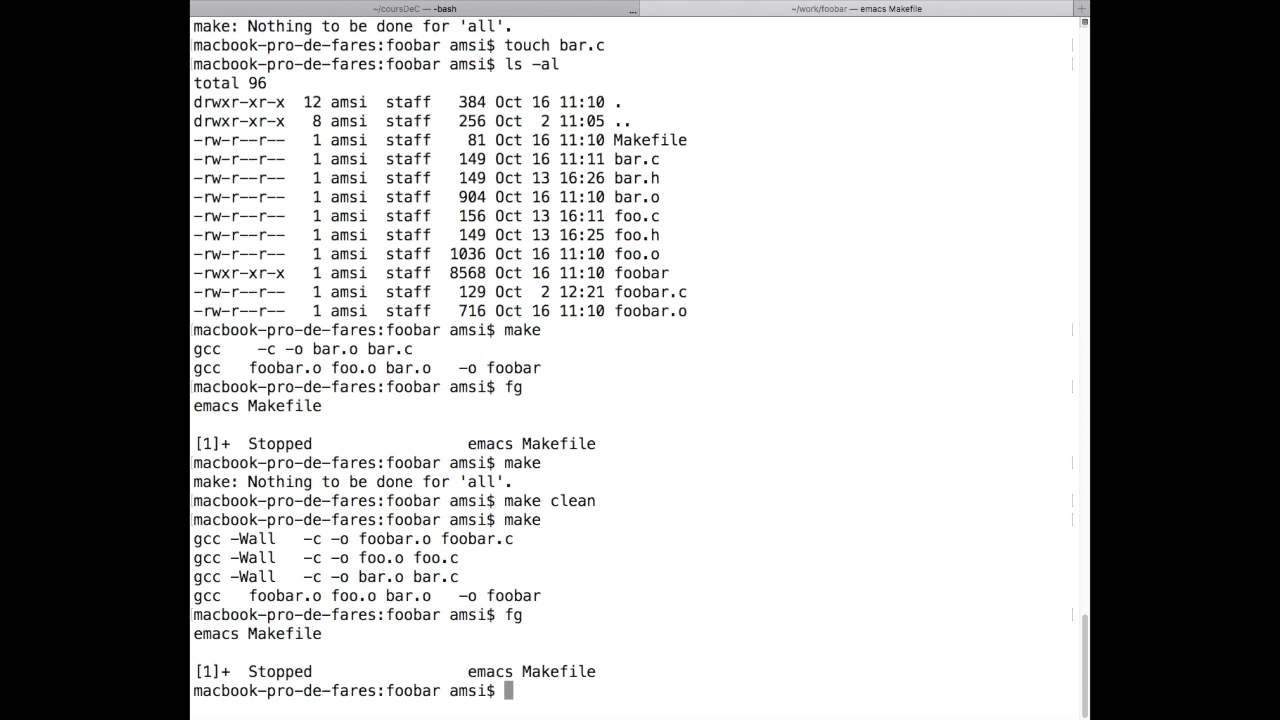 ~/coursDeC — -bash
~/work/foobar — emacs Makefile
make: Nothing to be done for 'all'.
macbook-pro-de-fares:foobar amsi$ touch bar.c
macbook-pro-de-fares:foobar amsi$ ls -al
total 96
drwxr-xr-x  12 amsi  staff   384 Oct 16 11:10 .
drwxr-xr-x   8 amsi  staff   256 Oct  2 11:05 ..
-rw-r--r--   1 amsi  staff    81 Oct 16 11:10 Makefile
-rw-r--r--   1 amsi  staff   149 Oct 16 11:11 bar.c
-rw-r--r--   1 amsi  staff   149 Oct 13 16:26 bar.h
-rw-r--r--   1 amsi  staff   904 Oct 16 11:10 bar.o
-rw-r--r--   1 amsi  staff   156 Oct 13 16:11 foo.c
-rw-r--r--   1 amsi  staff   149 Oct 13 16:25 foo.h
-rw-r--r--   1 amsi  staff  1036 Oct 16 11:10 foo.o
-rwxr-xr-x   1 amsi  staff  8568 Oct 16 11:10 foobar
-rw-r--r--   1 amsi  staff   129 Oct  2 12:21 foobar.c
-rw-r--r--   1 amsi  staff   716 Oct 16 11:10 foobar.o
macbook-pro-de-fares:foobar amsi$ make
gcc    -c -o bar.o bar.c
gcc   foobar.o foo.o bar.o   -o foobar
macbook-pro-de-fares:foobar amsi$ fg
emacs Makefile
[1]+  Stopped                 emacs Makefile
macbook-pro-de-fares:foobar amsi$ make
make: Nothing to be done for 'all'.
macbook-pro-de-fares:foobar amsi$ make clean
macbook-pro-de-fares:foobar amsi$ make
gcc -Wall   -c -o foobar.o foobar.c
gcc -Wall   -c -o foo.o foo.c
gcc -Wall   -c -o bar.o bar.c
gcc   foobar.o foo.o bar.o   -o foobar
macbook-pro-de-fares:foobar amsi$ fg
emacs Makefile
[1]+  Stopped                 emacs Makefile
macbook-pro-de-fares:foobar amsi$